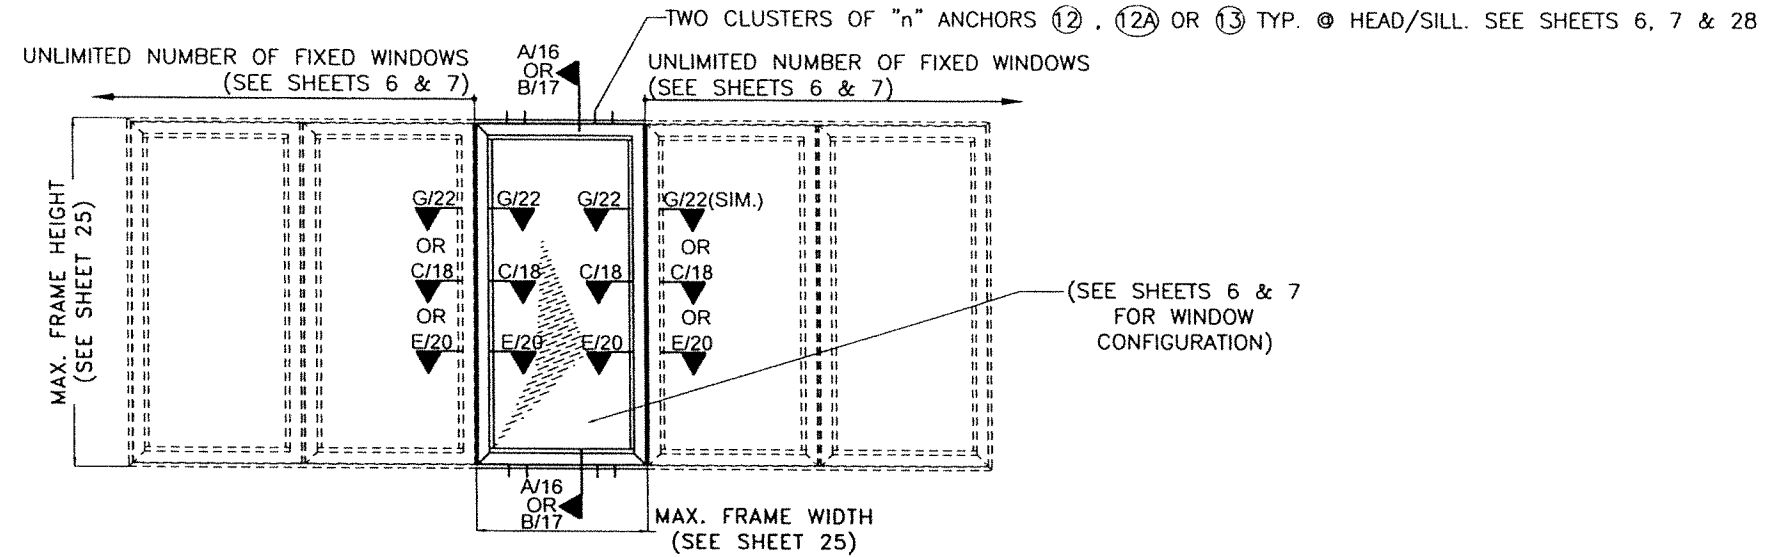 TWO CLUSTERS OF "n" ANCHORS 12 , 12A OR 13 TYP. @ HEAD/SILL. SEE SHEETS 6, 7 & 28
UNLIMITED NUMBER OF FIXED WINDOWS
(SEE SHEETS 6 & 7)
A/16
OR
B/17
UNLIMITED NUMBER OF FIXED WINDOWS
(SEE SHEETS 6 & 7)
MAX. FRAME HEIGHT
(SEE SHEET 25)
G/22 G/22 G/22 G/22(SIM.)
OR OR
C/18 C/18 C/18 C/18
OR OR
E/20 E/20 E/20 E/20
(SEE SHEETS 6 & 7
FOR WINDOW
CONFIGURATION)
A/16
OR
B/17
MAX. FRAME WIDTH
(SEE SHEET 25)